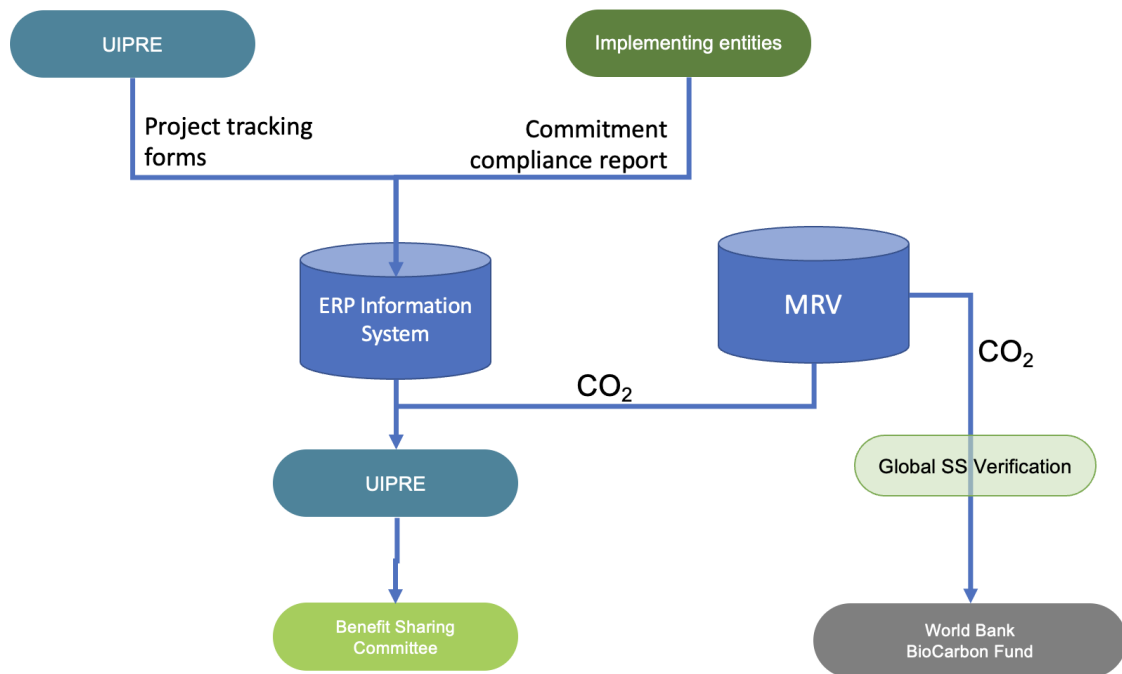 UIPRE
Implementing entities
Project tracking
forms
Commitment
compliance report
ERP Information
System
MRV
CO₂
CO₂
Global SS Verification
UIPRE
Benefit Sharing
Committee
World Bank
BioCarbon Fund